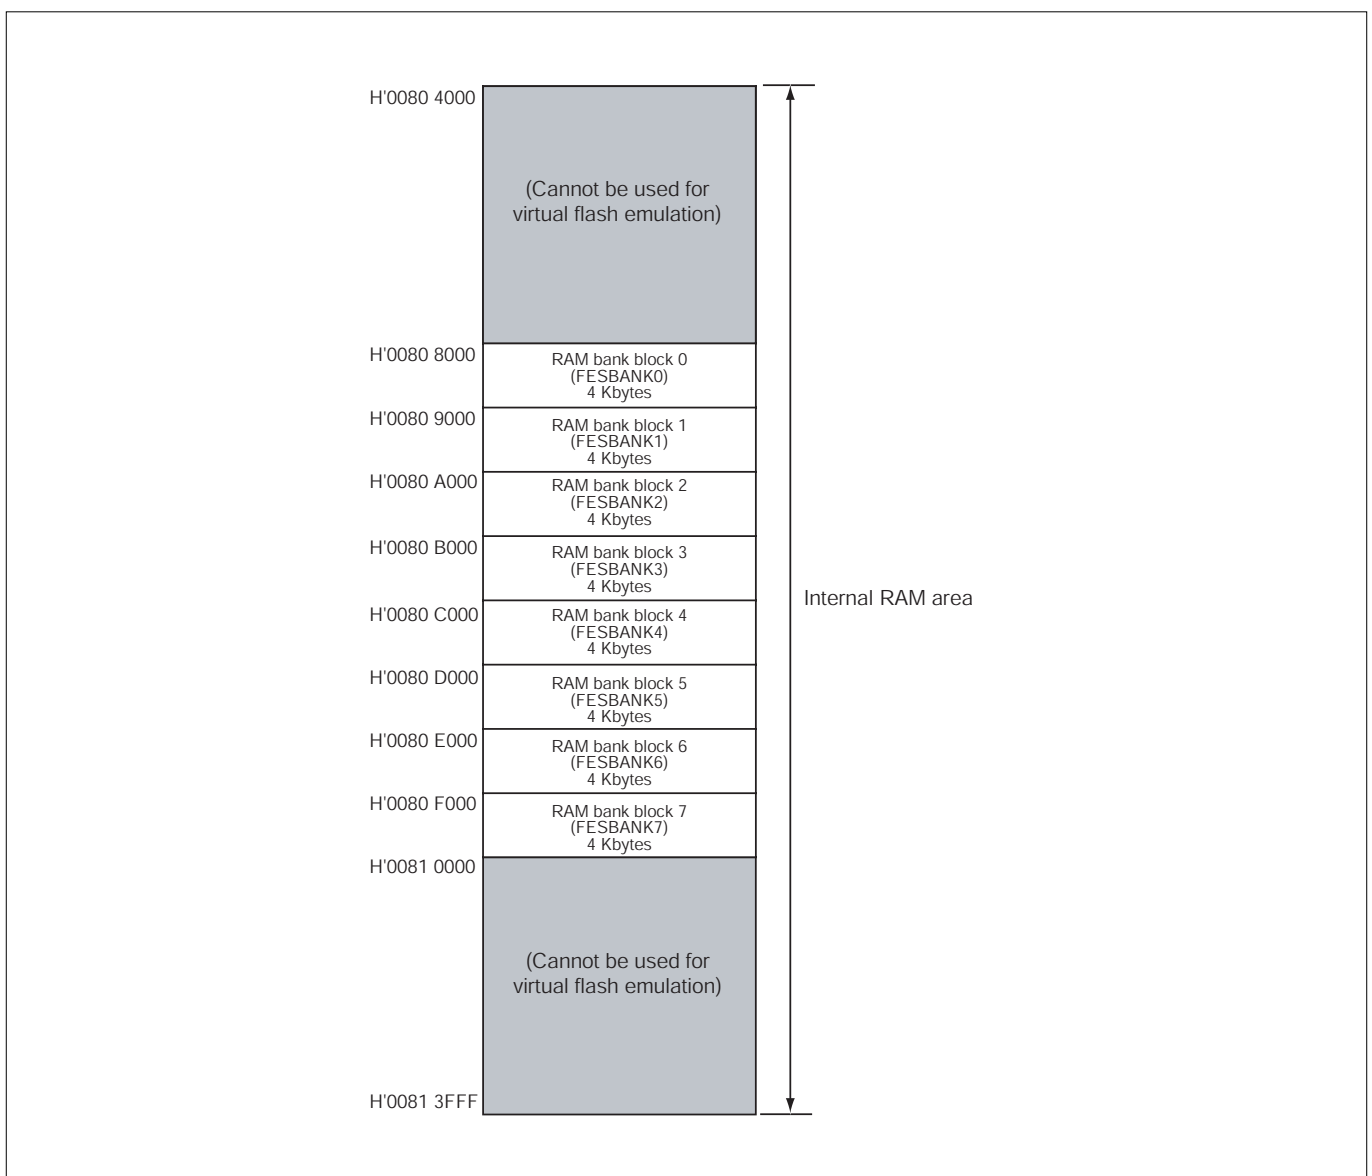 H'0080 4000
(Cannot be used for
virtual flash emulation)
H'0080 8000
RAM bank block 0
(FESBANK0)
4 Kbytes
H'0080 9000
RAM bank block 1
(FESBANK1)
4 Kbytes
H'0080 A000
RAM bank block 2
(FESBANK2)
4 Kbytes
H'0080 B000
RAM bank block 3
(FESBANK3)
4 Kbytes
H'0080 C000
RAM bank block 4
(FESBANK4)
4 Kbytes
H'0080 D000
RAM bank block 5
(FESBANK5)
4 Kbytes
H'0080 E000
RAM bank block 6
(FESBANK6)
4 Kbytes
H'0080 F000
RAM bank block 7
(FESBANK7)
4 Kbytes
H'0081 0000
(Cannot be used for
virtual flash emulation)
H'0081 3FFF
Internal RAM area